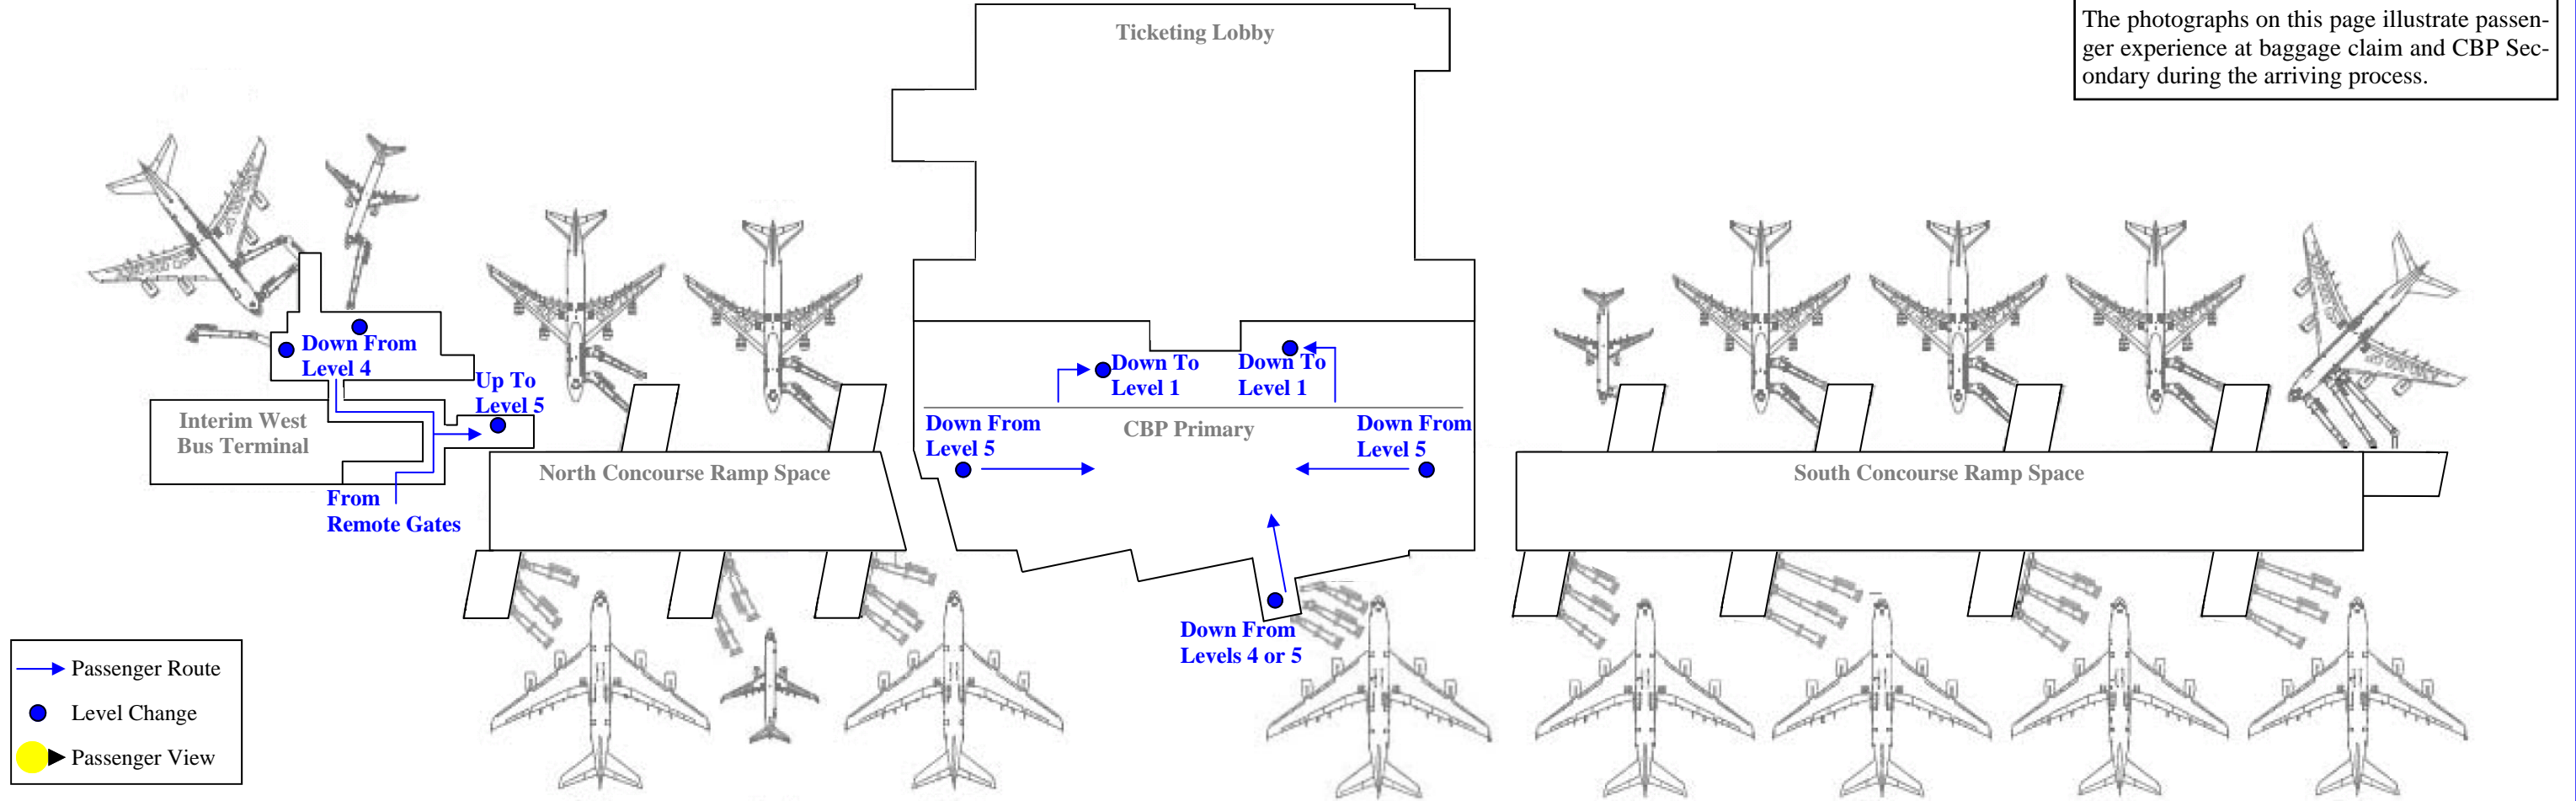 The photographs on this page illustrate passen-
ger experience at baggage claim and CBP Sec-
ondary during the arriving process.
Ticketing Lobby
Down From
Level 4
Up To
Level 5
Interim West
Bus Terminal
From
Remote Gates
North Concourse Ramp Space
Down To
Level 1
Down To
Level 1
Down From
Level 5
CBP Primary
Down From
Level 5
Down From
Levels 4 or 5
South Concourse Ramp Space
Passenger Route
Level Change
Passenger View